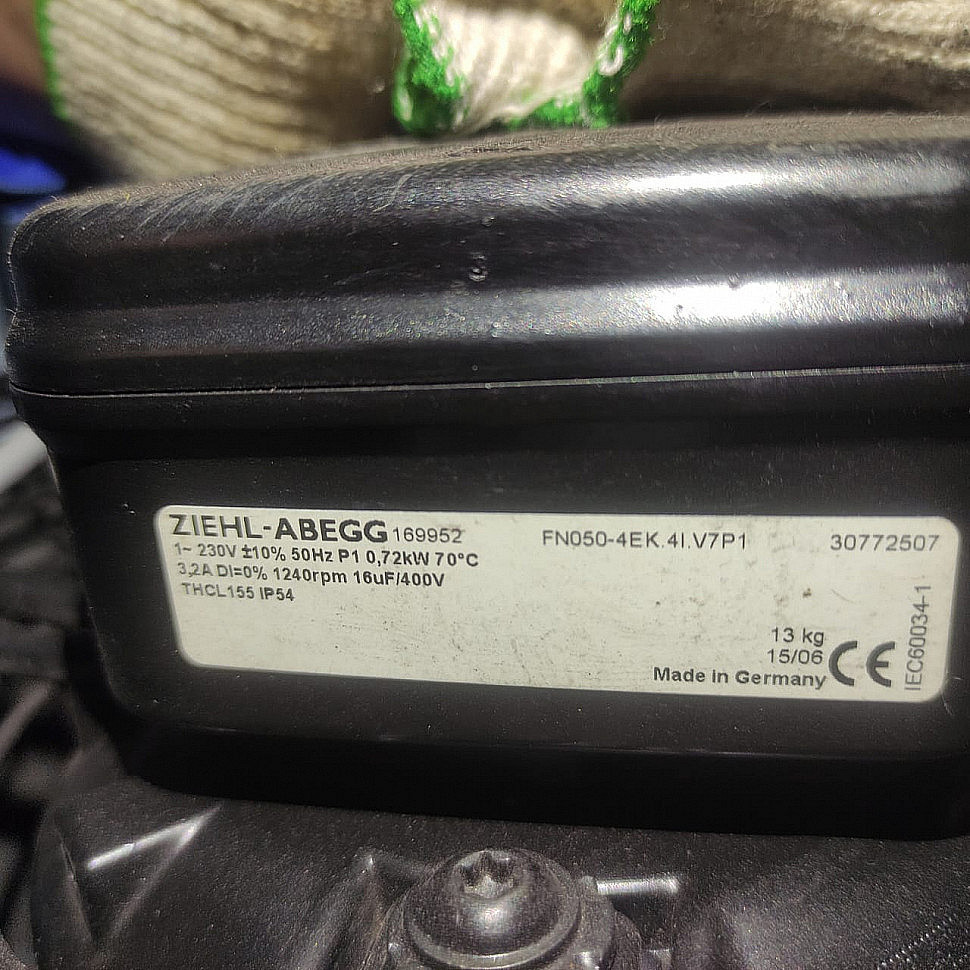 ZIEHL-ABEGG 169952 FN050-4EK.4I.V7P1 30772507
1~ 230V ±10% 50Hz P1 0,72kW 70°C
3,2A DI=0% 1240rpm 16uF/400V
THCL155 IP54
13 kg
15/06
Made in Germany
CE
IEC60034-1